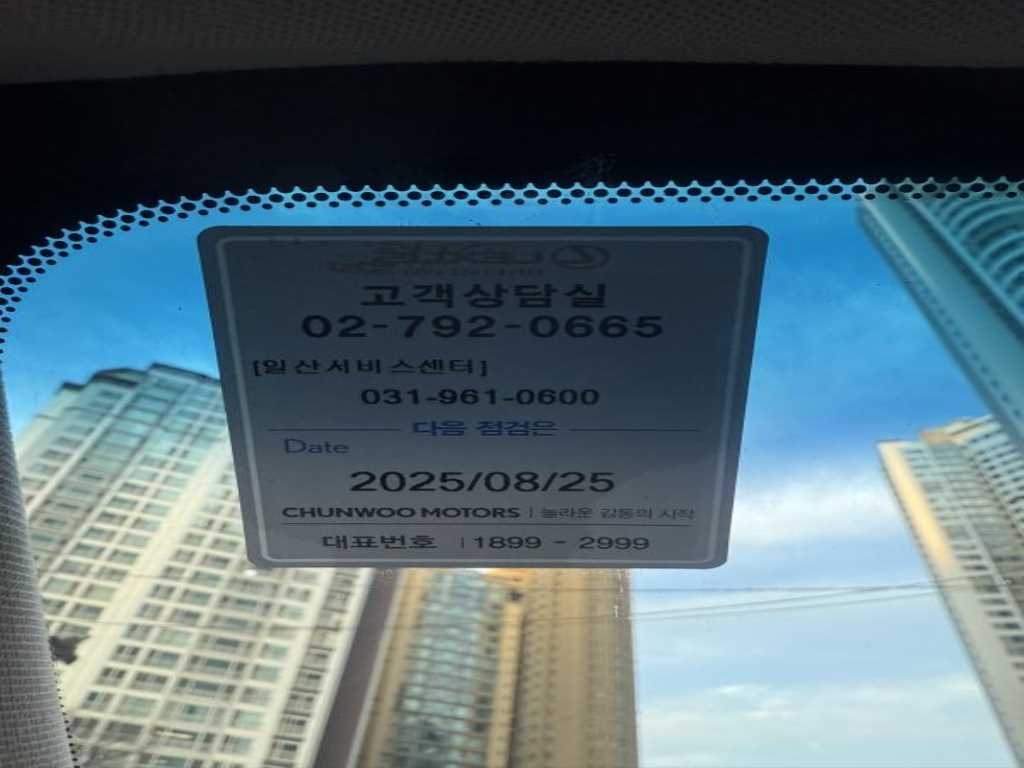 고객상담실
02-792-0665
[일산서비스센터]
031-961-0600
다음 점검은
Date
2025/08/25
CHUNWOO MOTORS | 놀라운 감동의 시작
대표번호 | 1899 - 2999